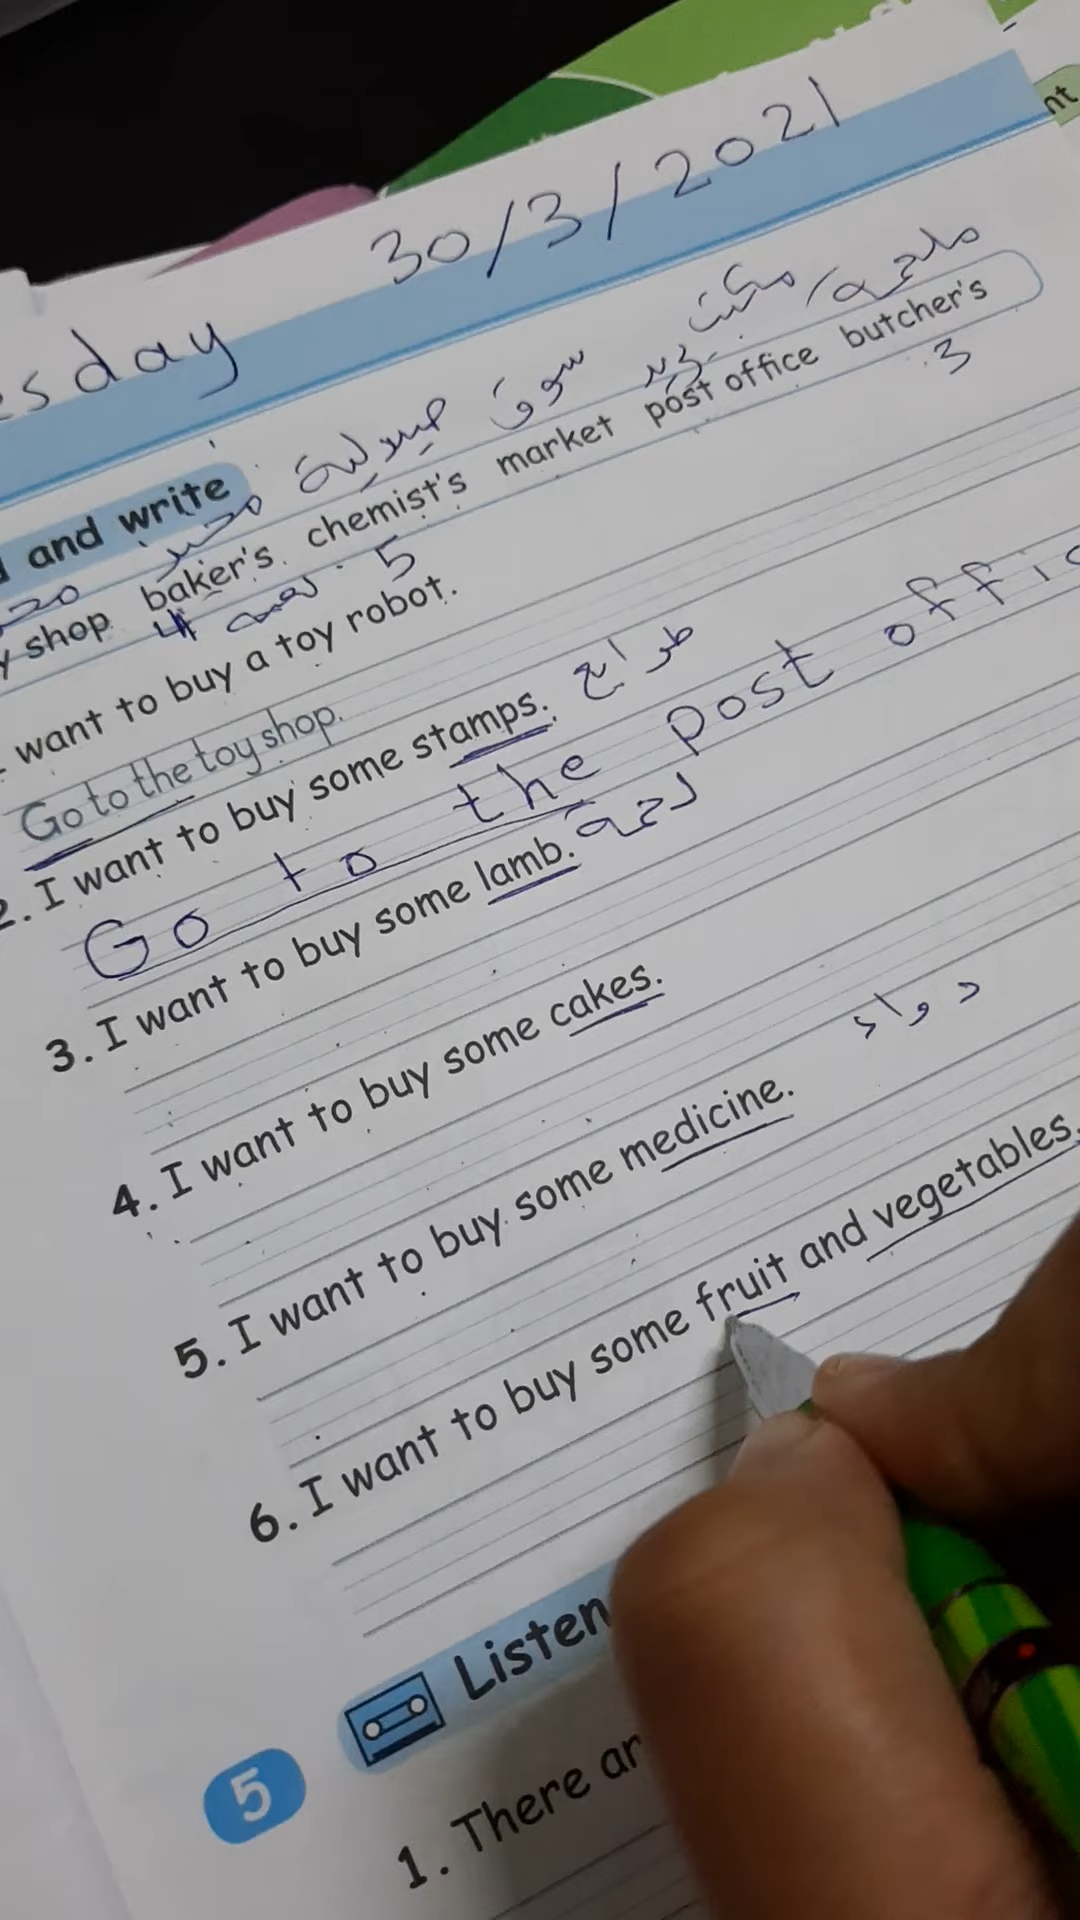 nt
30/3/2021
sday
and write
ملحمة
مكتب
بريد
سوق
صيدلية
مخبز
shop baker's chemist's market post office butcher's
3
4 5
want to buy a toy robot.
Go to the toy shop.
2. I want to buy some stamps.
Go to the post offic
3. I want to buy some lamb. لحمة
4. I want to buy some cakes.
5. I want to buy some medicine. دواء
6. I want to buy some fruit and vegetables.
5 Listen
1. There ar